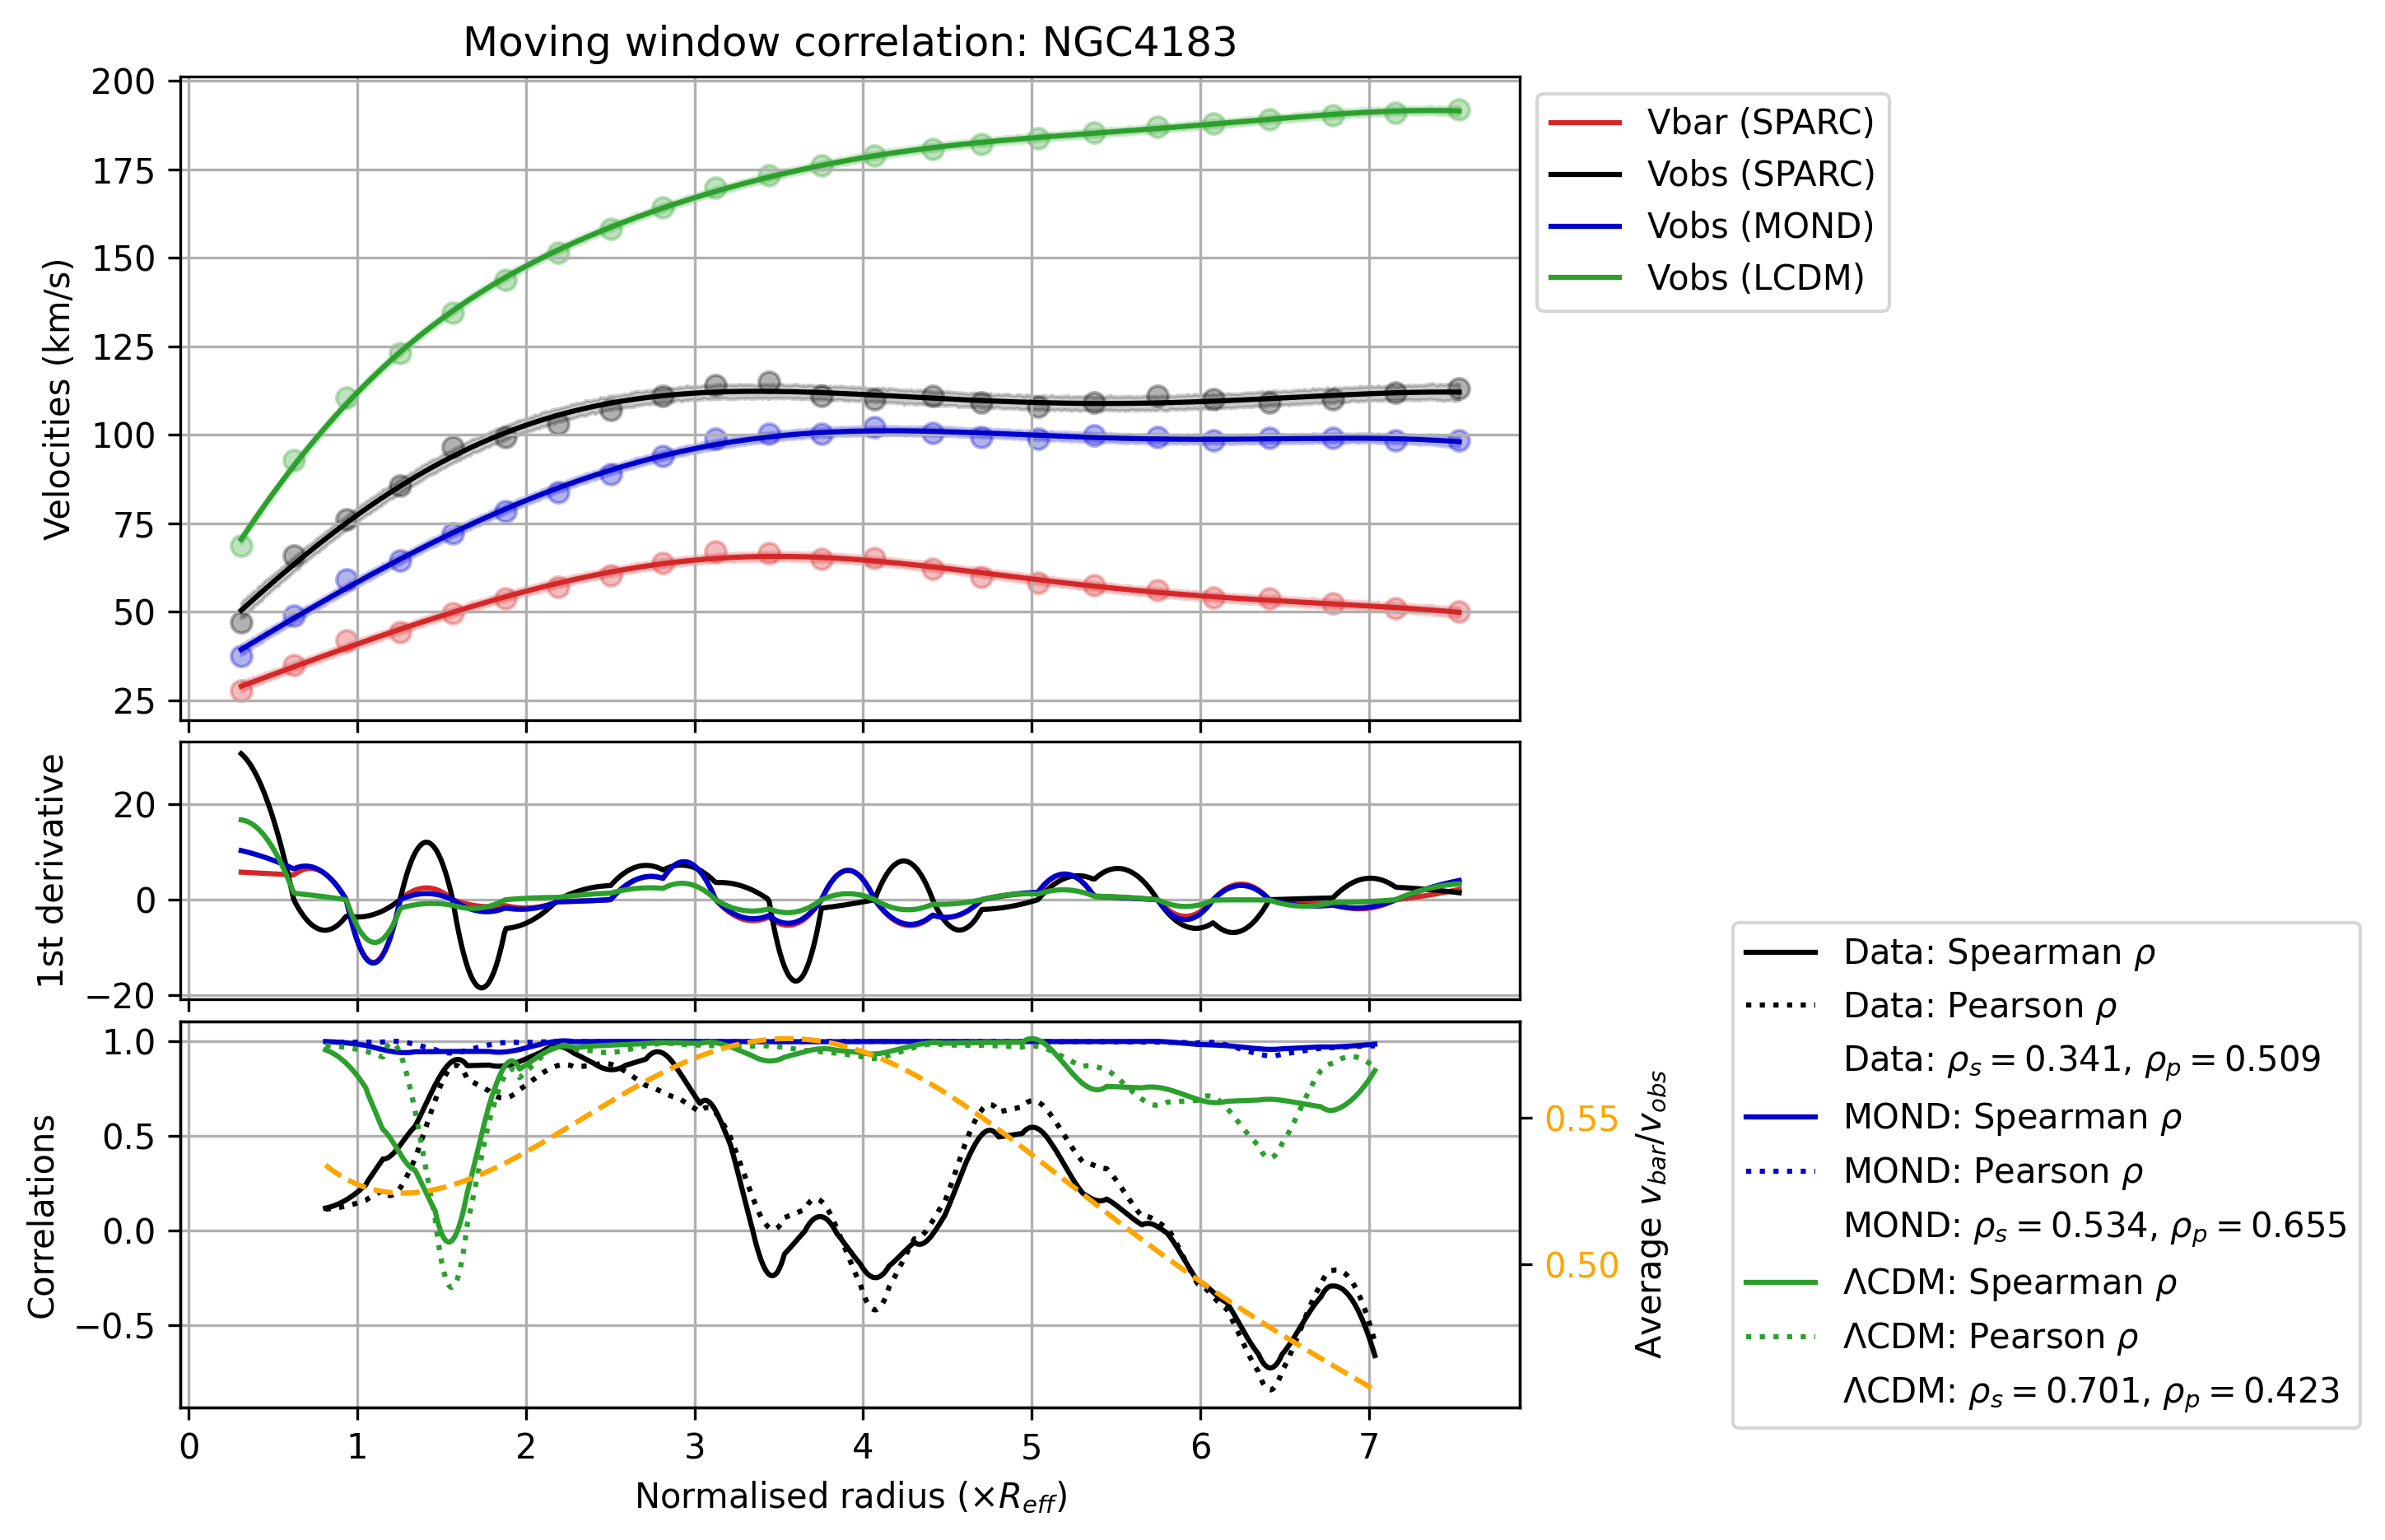 Moving window correlation: NGC4183
200
175
150
125
100
75
50
25
Velocities (km/s)
Vbar (SPARC)
Vobs (SPARC)
Vobs (MOND)
Vobs (LCDM)
20
0
−20
1st derivative
1.0
0.5
0.0
−0.5
Correlations
0.55
0.50
Average v_bar/v_obs
0 1 2 3 4 5 6 7
Normalised radius (×R_eff)
Data: Spearman ρ
Data: Pearson ρ
Data: ρ_s = 0.341, ρ_p = 0.509
MOND: Spearman ρ
MOND: Pearson ρ
MOND: ρ_s = 0.534, ρ_p = 0.655
ΛCDM: Spearman ρ
ΛCDM: Pearson ρ
ΛCDM: ρ_s = 0.701, ρ_p = 0.423